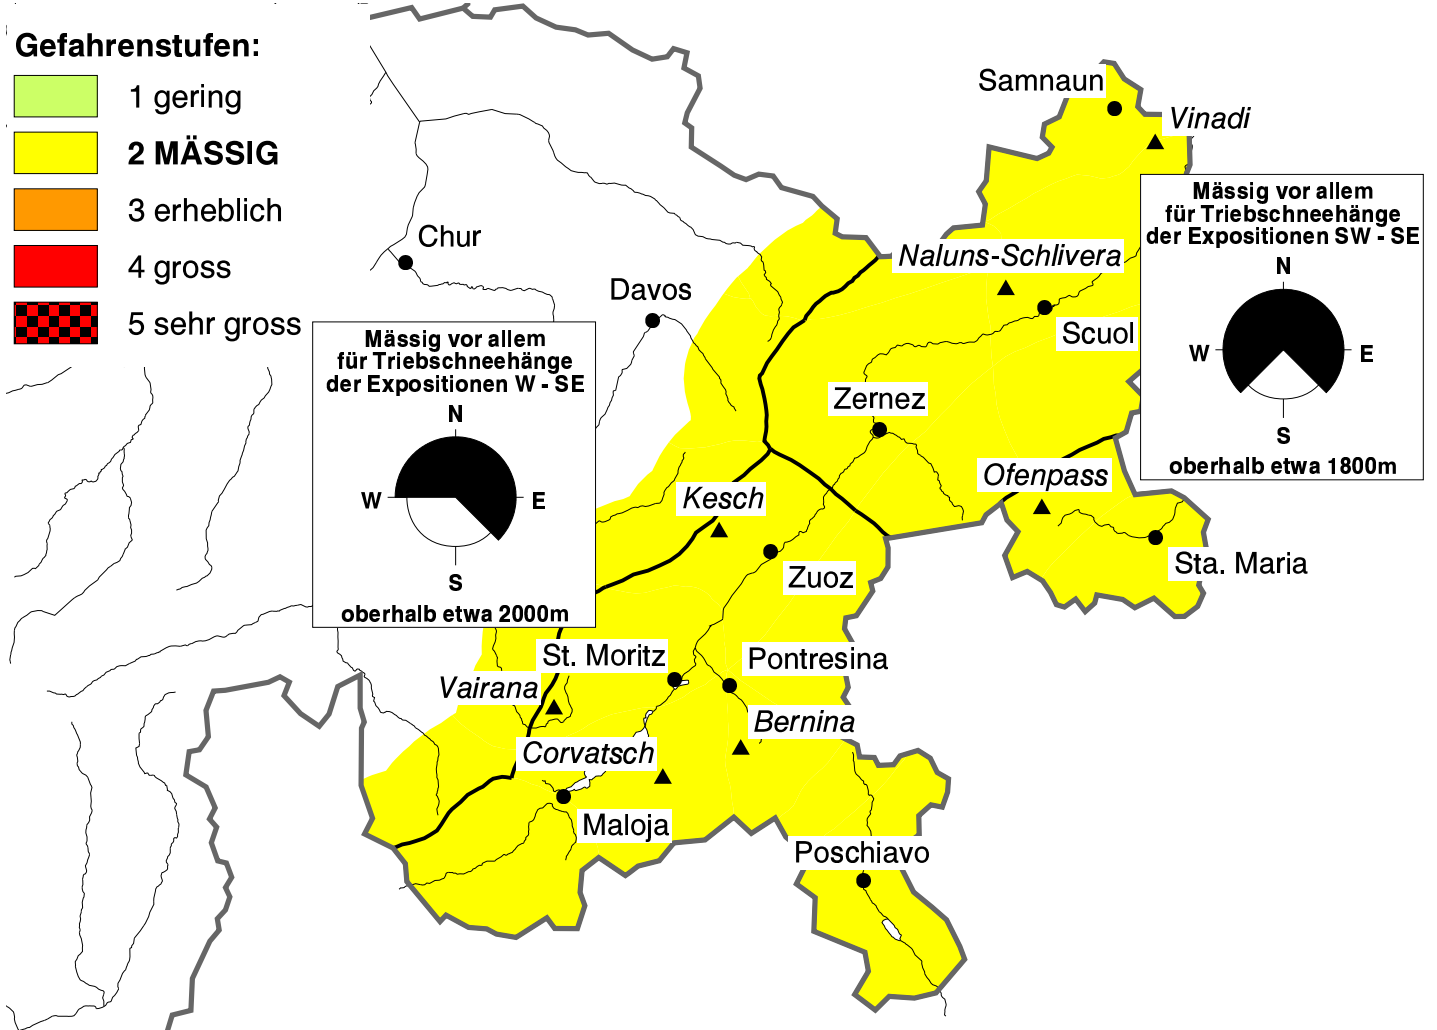 Gefahrenstufen:
1 gering
2 MÄSSIG
3 erheblich
4 gross
5 sehr gross
Samnaun
Vinadi
Mässig vor allem
für Triebschneehänge
der Expositionen SW - SE
N
W
E
S
oberhalb etwa 1800m
Chur
Naluns-Schlivera
Davos
Scuol
Mässig vor allem
für Triebschneehänge
der Expositionen W - SE
N
W
E
S
oberhalb etwa 2000m
Zernez
Ofenpass
Kesch
Zuoz
Sta. Maria
St. Moritz
Pontresina
Vairana
Bernina
Corvatsch
Maloja
Poschiavo